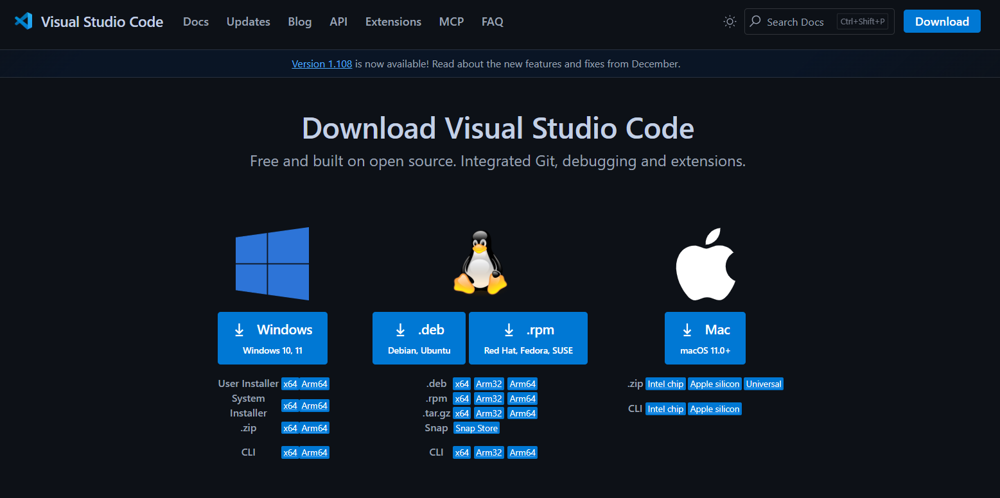 Visual Studio Code Docs Updates Blog API Extensions MCP FAQ Search Docs Ctrl+Shift+P Download
Version 1.108 is now available! Read about the new features and fixes from December.
Download Visual Studio Code
Free and built on open source. Integrated Git, debugging and extensions.
Windows
Windows 10, 11
User Installer x64 Arm64
System Installer x64 Arm64
.zip x64 Arm64
CLI x64 Arm64
.deb
Debian, Ubuntu
.rpm
Red Hat, Fedora, SUSE
.deb x64 Arm32 Arm64
.rpm x64 Arm32 Arm64
.tar.gz x64 Arm32 Arm64
Snap Snap Store
CLI x64 Arm32 Arm64
Mac
macOS 11.0+
.zip Intel chip Apple silicon Universal
CLI Intel chip Apple silicon